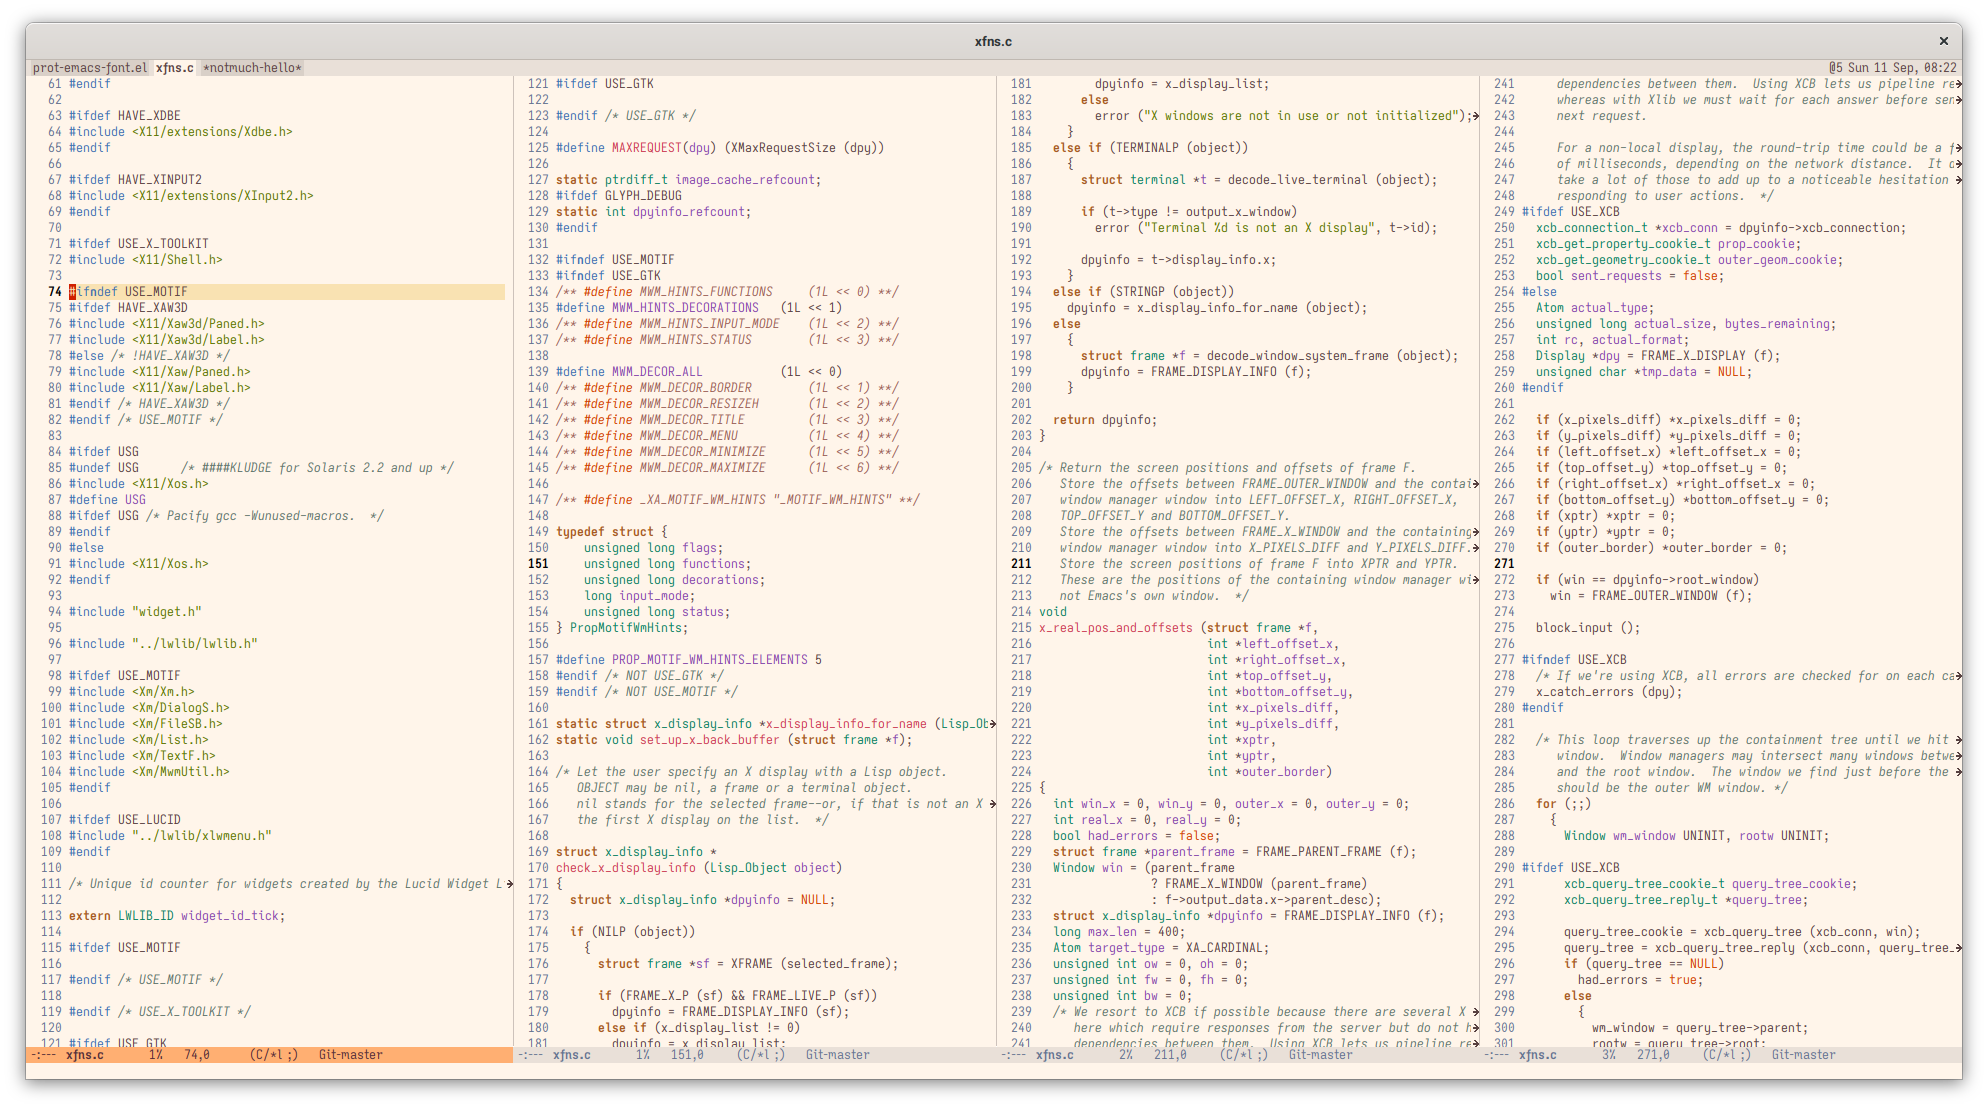 xfns.c
prot-emacs-font.el xfns.c *notmuch-hello*
@5 Sun 11 Sep, 08:22
61 #endif
62
63 #ifdef HAVE_XDBE
64 #include <X11/extensions/Xdbe.h>
65 #endif
66
67 #ifdef HAVE_XINPUT2
68 #include <X11/extensions/XInput2.h>
69 #endif
70
71 #ifdef USE_X_TOOLKIT
72 #include <X11/Shell.h>
73
74 #ifndef USE_MOTIF
75 #ifdef HAVE_XAW3D
76 #include <X11/Xaw3d/Paned.h>
77 #include <X11/Xaw3d/Label.h>
78 #else /* !HAVE_XAW3D */
79 #include <X11/Xaw/Paned.h>
80 #include <X11/Xaw/Label.h>
81 #endif /* HAVE_XAW3D */
82 #endif /* USE_MOTIF */
83
84 #ifdef USG
85 #undef USG      /* ####KLUDGE for Solaris 2.2 and up */
86 #include <X11/Xos.h>
87 #define USG
88 #ifdef USG /* Pacify gcc -Wunused-macros.  */
89 #endif
90 #else
91 #include <X11/Xos.h>
92 #endif
93
94 #include "widget.h"
95
96 #include "../lwlib/lwlib.h"
97
98 #ifdef USE_MOTIF
99 #include <Xm/Xm.h>
100 #include <Xm/DialogS.h>
101 #include <Xm/FileSB.h>
102 #include <Xm/List.h>
103 #include <Xm/TextF.h>
104 #include <Xm/MwmUtil.h>
105 #endif
106
107 #ifdef USE_LUCID
108 #include "../lwlib/xlwmenu.h"
109 #endif
110
111 /* Unique id counter for widgets created by the Lucid Widget L
112
113 extern LWLIB_ID widget_id_tick;
114
115 #ifdef USE_MOTIF
116
117 #endif /* USE_MOTIF */
118
119 #endif /* USE_X_TOOLKIT */
120
121 #ifdef USE_GTK
-:--- xfns.c 1% 74,0 (C/*l ;) Git-master
121 #ifdef USE_GTK
122
123 #endif /* USE_GTK */
124
125 #define MAXREQUEST(dpy) (XMaxRequestSize (dpy))
126
127 static ptrdiff_t image_cache_refcount;
128 #ifdef GLYPH_DEBUG
129 static int dpyinfo_refcount;
130 #endif
131
132 #ifndef USE_MOTIF
133 #ifndef USE_GTK
134 /** #define MWM_HINTS_FUNCTIONS     (1L << 0) **/
135 #define MWM_HINTS_DECORATIONS   (1L << 1)
136 /** #define MWM_HINTS_INPUT_MODE    (1L << 2) **/
137 /** #define MWM_HINTS_STATUS        (1L << 3) **/
138
139 #define MWM_DECOR_ALL           (1L << 0)
140 /** #define MWM_DECOR_BORDER        (1L << 1) **/
141 /** #define MWM_DECOR_RESIZEH       (1L << 2) **/
142 /** #define MWM_DECOR_TITLE         (1L << 3) **/
143 /** #define MWM_DECOR_MENU          (1L << 4) **/
144 /** #define MWM_DECOR_MINIMIZE      (1L << 5) **/
145 /** #define MWM_DECOR_MAXIMIZE      (1L << 6) **/
146
147 /** #define _XA_MOTIF_WM_HINTS "_MOTIF_WM_HINTS" **/
148
149 typedef struct {
150     unsigned long flags;
151     unsigned long functions;
152     unsigned long decorations;
153     long input_mode;
154     unsigned long status;
155 } PropMotifWmHints;
156
157 #define PROP_MOTIF_WM_HINTS_ELEMENTS 5
158 #endif /* NOT USE_GTK */
159 #endif /* NOT USE_MOTIF */
160
161 static struct x_display_info *x_display_info_for_name (Lisp_Ob
162 static void set_up_x_back_buffer (struct frame *f);
163
164 /* Let the user specify an X display with a Lisp object.
165    OBJECT may be nil, a frame or a terminal object.
166    nil stands for the selected frame--or, if that is not an X
167    the first X display on the list.  */
168
169 struct x_display_info *
170 check_x_display_info (Lisp_Object object)
171 {
172   struct x_display_info *dpyinfo = NULL;
173
174   if (NILP (object))
175     {
176       struct frame *sf = XFRAME (selected_frame);
177
178       if (FRAME_X_P (sf) && FRAME_LIVE_P (sf))
179         dpyinfo = FRAME_DISPLAY_INFO (sf);
180       else if (x_display_list != 0)
181         dpyinfo = x_display_list;
-:--- xfns.c 1% 151,0 (C/*l ;) Git-master
181         dpyinfo = x_display_list;
182       else
183         error ("X windows are not in use or not initialized");
184     }
185   else if (TERMINALP (object))
186     {
187       struct terminal *t = decode_live_terminal (object);
188
189       if (t->type != output_x_window)
190         error ("Terminal %d is not an X display", t->id);
191
192       dpyinfo = t->display_info.x;
193     }
194   else if (STRINGP (object))
195     dpyinfo = x_display_info_for_name (object);
196   else
197     {
198       struct frame *f = decode_window_system_frame (object);
199       dpyinfo = FRAME_DISPLAY_INFO (f);
200     }
201
202   return dpyinfo;
203 }
204
205 /* Return the screen positions and offsets of frame F.
206    Store the offsets between FRAME_OUTER_WINDOW and the contai
207    window manager window into LEFT_OFFSET_X, RIGHT_OFFSET_X,
208    TOP_OFFSET_Y and BOTTOM_OFFSET_Y.
209    Store the offsets between FRAME_X_WINDOW and the containing
210    window manager window into X_PIXELS_DIFF and Y_PIXELS_DIFF.
211    Store the screen positions of frame F into XPTR and YPTR.
212    These are the positions of the containing window manager wi
213    not Emacs's own window.  */
214 void
215 x_real_pos_and_offsets (struct frame *f,
216                         int *left_offset_x,
217                         int *right_offset_x,
218                         int *top_offset_y,
219                         int *bottom_offset_y,
220                         int *x_pixels_diff,
221                         int *y_pixels_diff,
222                         int *xptr,
223                         int *yptr,
224                         int *outer_border)
225 {
226   int win_x = 0, win_y = 0, outer_x = 0, outer_y = 0;
227   int real_x = 0, real_y = 0;
228   bool had_errors = false;
229   struct frame *parent_frame = FRAME_PARENT_FRAME (f);
230   Window win = (parent_frame
231                 ? FRAME_X_WINDOW (parent_frame)
232                 : f->output_data.x->parent_desc);
233   struct x_display_info *dpyinfo = FRAME_DISPLAY_INFO (f);
234   long max_len = 400;
235   Atom target_type = XA_CARDINAL;
236   unsigned int ow = 0, oh = 0;
237   unsigned int fw = 0, fh = 0;
238   unsigned int bw = 0;
239   /* We resort to XCB if possible because there are several X
240      here which require responses from the server but do not h
241      dependencies between them.  Using XCB lets us pipeline re
-:--- xfns.c 2% 211,0 (C/*l ;) Git-master
241      dependencies between them.  Using XCB lets us pipeline re
242      whereas with Xlib we must wait for each answer before sen
243      next request.
244
245      For a non-local display, the round-trip time could be a f
246      of milliseconds, depending on the network distance.  It d
247      take a lot of those to add up to a noticeable hesitation
248      responding to user actions.  */
249 #ifdef USE_XCB
250   xcb_connection_t *xcb_conn = dpyinfo->xcb_connection;
251   xcb_get_property_cookie_t prop_cookie;
252   xcb_get_geometry_cookie_t outer_geom_cookie;
253   bool sent_requests = false;
254 #else
255   Atom actual_type;
256   unsigned long actual_size, bytes_remaining;
257   int rc, actual_format;
258   Display *dpy = FRAME_X_DISPLAY (f);
259   unsigned char *tmp_data = NULL;
260 #endif
261
262   if (x_pixels_diff) *x_pixels_diff = 0;
263   if (y_pixels_diff) *y_pixels_diff = 0;
264   if (left_offset_x) *left_offset_x = 0;
265   if (top_offset_y) *top_offset_y = 0;
266   if (right_offset_x) *right_offset_x = 0;
267   if (bottom_offset_y) *bottom_offset_y = 0;
268   if (xptr) *xptr = 0;
269   if (yptr) *yptr = 0;
270   if (outer_border) *outer_border = 0;
271
272   if (win == dpyinfo->root_window)
273     win = FRAME_OUTER_WINDOW (f);
274
275   block_input ();
276
277 #ifndef USE_XCB
278   /* If we're using XCB, all errors are checked for on each ca
279   x_catch_errors (dpy);
280 #endif
281
282   /* This loop traverses up the containment tree until we hit
283      window.  Window managers may intersect many windows betwe
284      and the root window.  The window we find just before the
285      should be the outer WM window. */
286   for (;;)
287     {
288       Window wm_window UNINIT, rootw UNINIT;
289
290 #ifdef USE_XCB
291       xcb_query_tree_cookie_t query_tree_cookie;
292       xcb_query_tree_reply_t *query_tree;
293
294       query_tree_cookie = xcb_query_tree (xcb_conn, win);
295       query_tree = xcb_query_tree_reply (xcb_conn, query_tree_
296       if (query_tree == NULL)
297         had_errors = true;
298       else
299         {
300           wm_window = query_tree->parent;
301           rootw = query_tree->root;
-:--- xfns.c 3% 271,0 (C/*l ;) Git-master